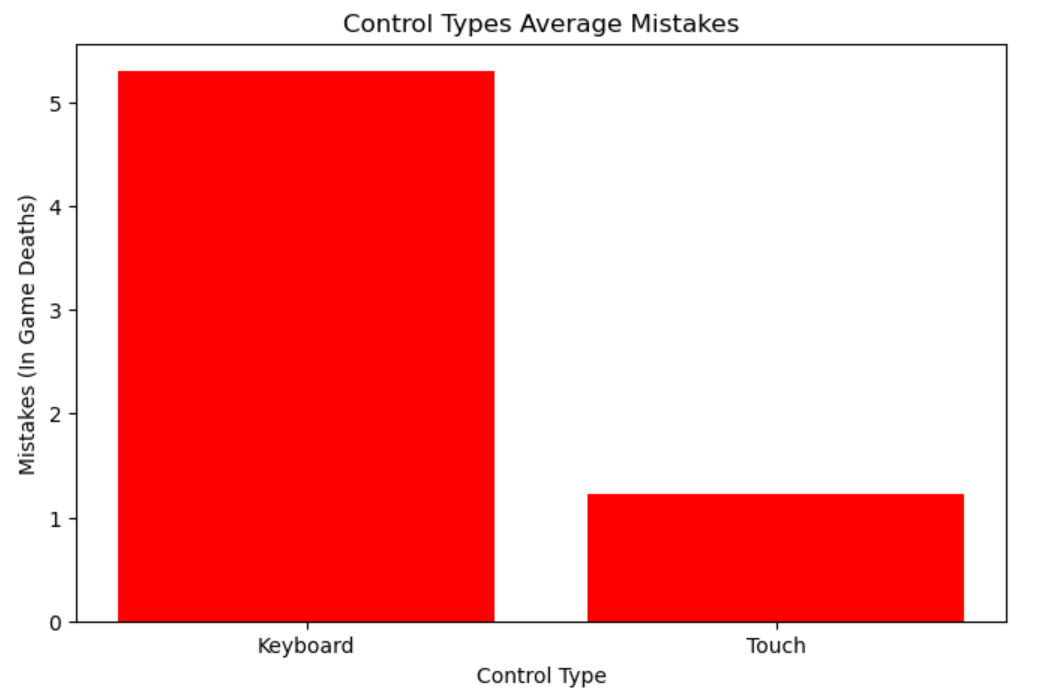 Control Types Average Mistakes
Mistakes (In Game Deaths)
5
4
3
2
1
0
Keyboard
Touch
Control Type